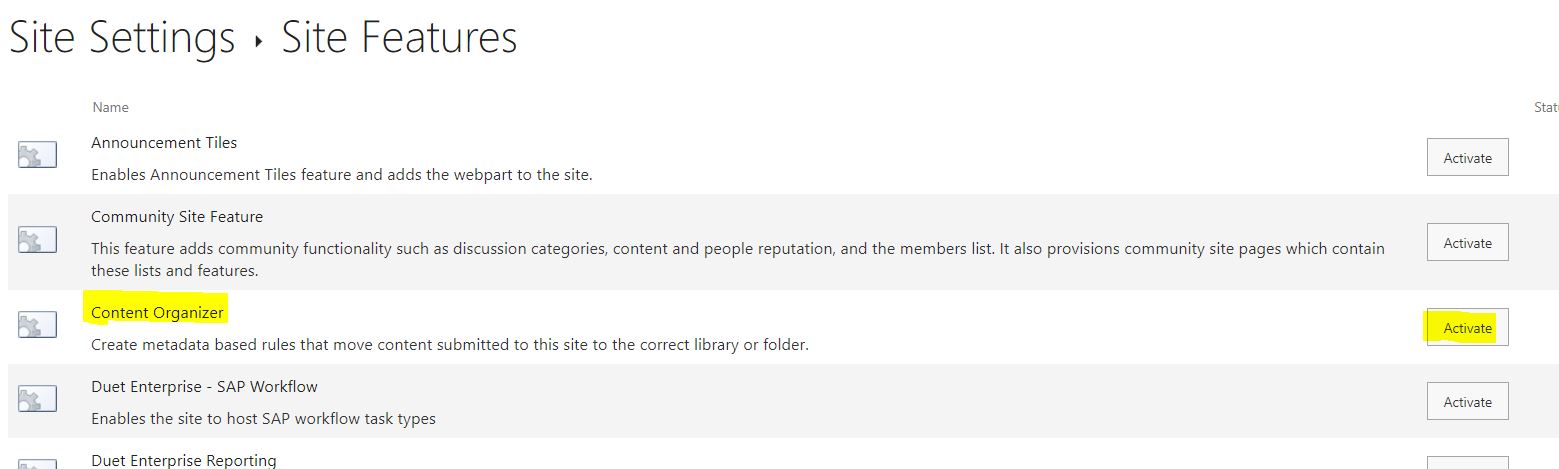 Site Settings ▸ Site Features
Name
Announcement Tiles
Activate
Enables Announcement Tiles feature and adds the webpart to the site.
Community Site Feature
This feature adds community functionality such as discussion categories, content and people reputation, and the members list. It also provisions community site pages which contain
Activate
these lists and features.
Content Organizer
Activate
Create metadata based rules that move content submitted to this site to the correct library or folder.
Duet Enterprise - SAP Workflow
Activate
Enables the site to host SAP workflow task types
Duet Enterprise Reporting